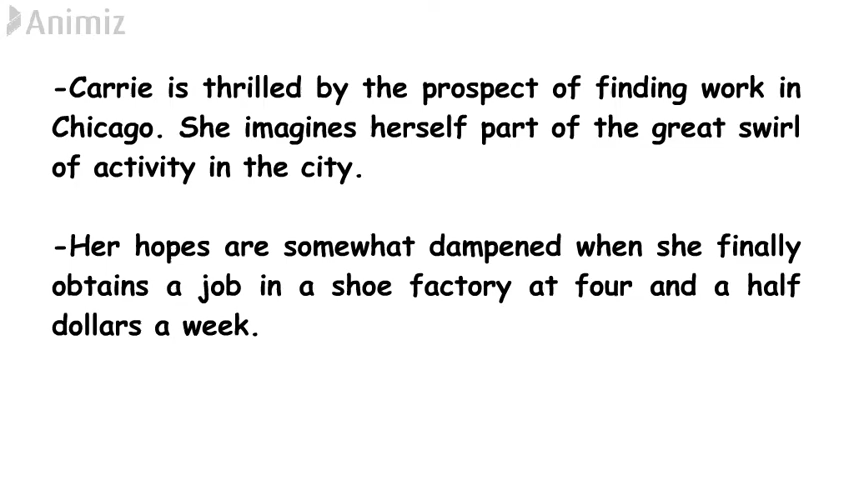 Animiz
-Carrie is thrilled by the prospect of finding work in
Chicago. She imagines herself part of the great swirl
of activity in the city.
-Her hopes are somewhat dampened when she finally
obtains a job in a shoe factory at four and a half
dollars a week.